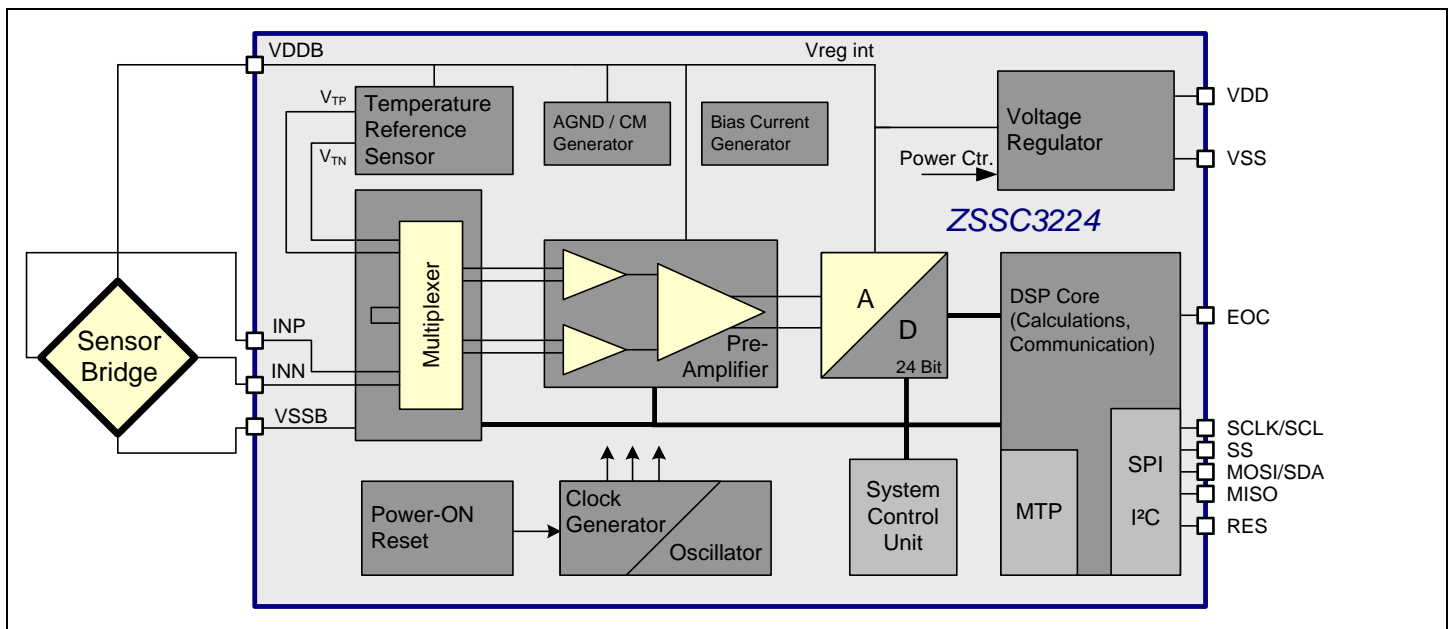 VDDB
Vreg int
VTP
Temperature
Reference
Sensor
VTN
AGND / CM
Generator
Bias Current
Generator
Voltage
Regulator
Power Ctr.
VDD
VSS
ZSSC3224
Sensor
Bridge
INP
INN
VSSB
Multiplexer
Pre-
Amplifier
A
D
24 Bit
DSP Core
(Calculations,
Communication)
EOC
SCLK/SCL
SS
MOSI/SDA
MISO
RES
SPI
I²C
MTP
System
Control
Unit
Power-ON
Reset
Clock
Generator
Oscillator